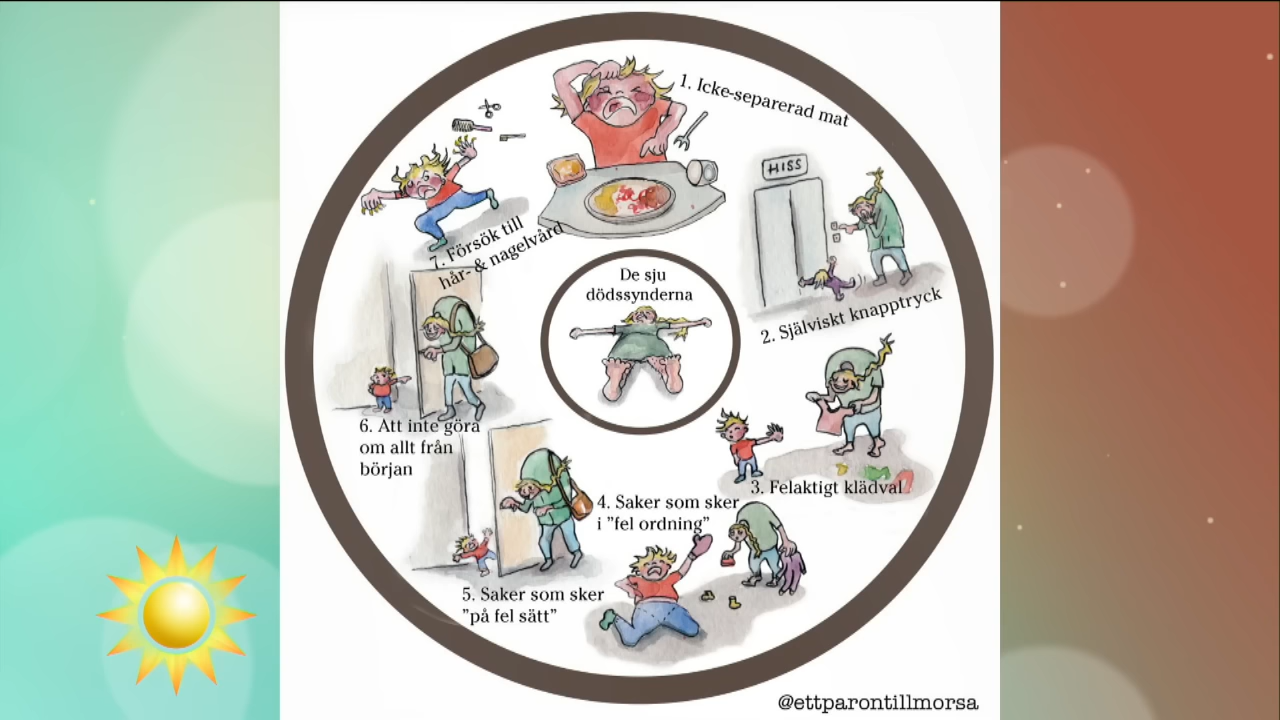 1. Icke-separerad mat
HISS
2. Själviskt knapptryck
De sju
dödssynderna
3. Felaktigt klädval
4. Saker som sker
i ”fel ordning”
5. Saker som sker
”på fel sätt”
6. Att inte göra
om allt från
början
7. Försök till
hår- & nagelvård
@ettparontillmorsa